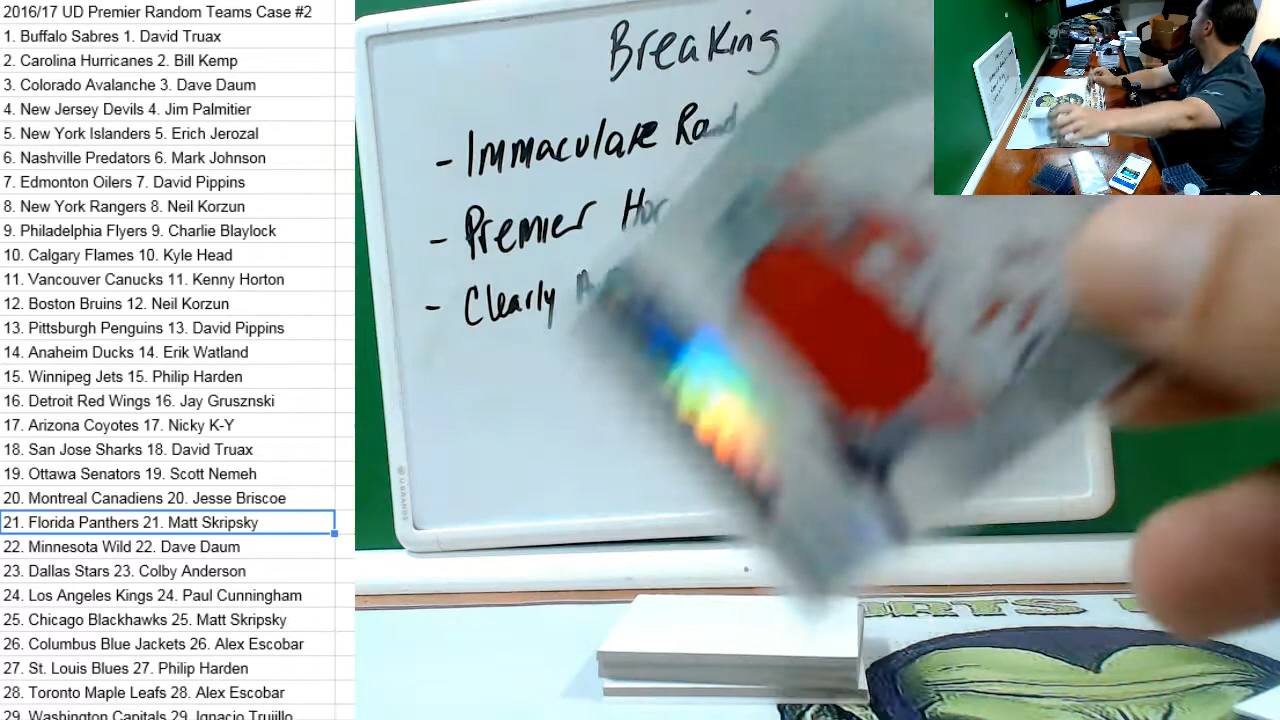 2016/17 UD Premier Random Teams Case #2
1. Buffalo Sabres 1. David Truax
2. Carolina Hurricanes 2. Bill Kemp
3. Colorado Avalanche 3. Dave Daum
4. New Jersey Devils 4. Jim Palmitier
5. New York Islanders 5. Erich Jerozal
6. Nashville Predators 6. Mark Johnson
7. Edmonton Oilers 7. David Pippins
8. New York Rangers 8. Neil Korzun
9. Philadelphia Flyers 9. Charlie Blaylock
10. Calgary Flames 10. Kyle Head
11. Vancouver Canucks 11. Kenny Horton
12. Boston Bruins 12. Neil Korzun
13. Pittsburgh Penguins 13. David Pippins
14. Anaheim Ducks 14. Erik Watland
15. Winnipeg Jets 15. Philip Harden
16. Detroit Red Wings 16. Jay Grusznski
17. Arizona Coyotes 17. Nicky K-Y
18. San Jose Sharks 18. David Truax
19. Ottawa Senators 19. Scott Nemeh
20. Montreal Canadiens 20. Jesse Briscoe
21. Florida Panthers 21. Matt Skripsky
22. Minnesota Wild 22. Dave Daum
23. Dallas Stars 23. Colby Anderson
24. Los Angeles Kings 24. Paul Cunningham
25. Chicago Blackhawks 25. Matt Skripsky
26. Columbus Blue Jackets 26. Alex Escobar
27. St. Louis Blues 27. Philip Harden
28. Toronto Maple Leafs 28. Alex Escobar
29. Washington Capitals 29. Ignacio Trujillo
Breaking
- Immaculate
- Premier
- Clearly
U BRANDS